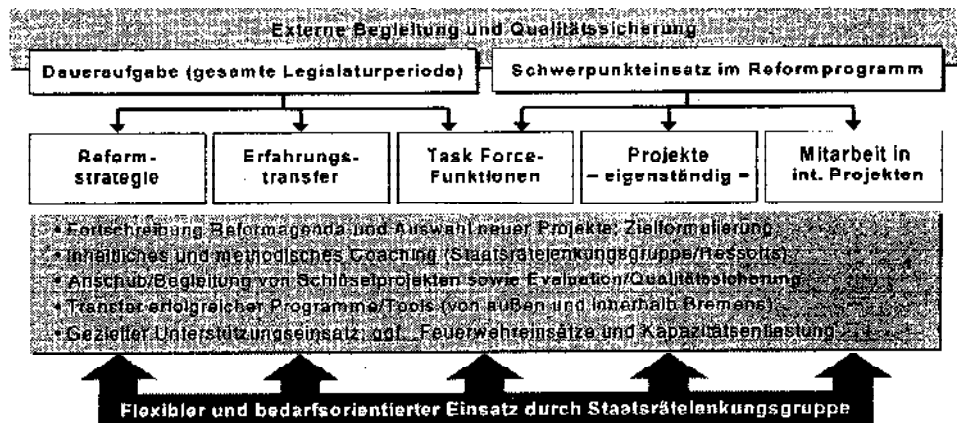 Externe Begleitung und Qualitätssicherung
Daueraufgabe (gesamte Legislaturperiode)
Schwerpunkteinsatz im Reformprogramm
Reform-
strategie
Erfahrungs-
transfer
Task Force-
Funktionen
Projekte
– eigenständig –
Mitarbeit in
int. Projekten
• Fortschreibung Reformagenda und Auswahl neuer Projekte; Zielformulierung
• Inhaltliches und methodisches Coaching (Staatsrätelenkungsgruppe/Ressorts)
• Anschub/Begleitung von Schlüsselprojekten sowie Evaluation/Qualitätssicherung
• Transfer erfolgreicher Programme/Tools (von außen und innerhalb Bremens)
• Gezielter Unterstützungseinsatz; ggf. „Feuerwehreinsätze und Kapazitätsentlastung
Flexibler und bedarfsorientierter Einsatz durch Staatsrätelenkungsgruppe